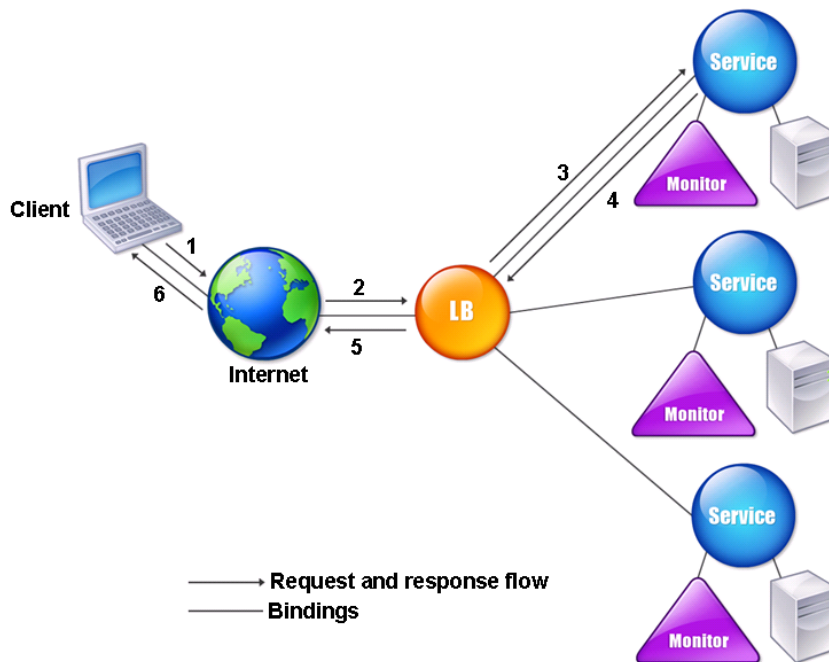 Service
3
Monitor
4
Client
1
6
2
LB
5
Internet
Service
Monitor
Service
Monitor
Request and response flow
Bindings